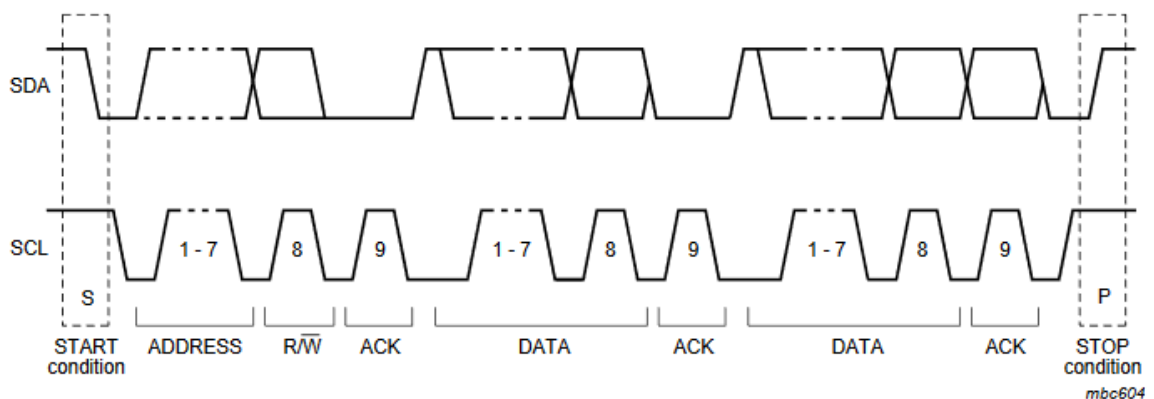 SDA
SCL
1 - 7
8
9
1 - 7
8
9
1 - 7
8
9
S
P
START
condition
ADDRESS
R/W̅
ACK
DATA
ACK
DATA
ACK
STOP
condition
mbc604